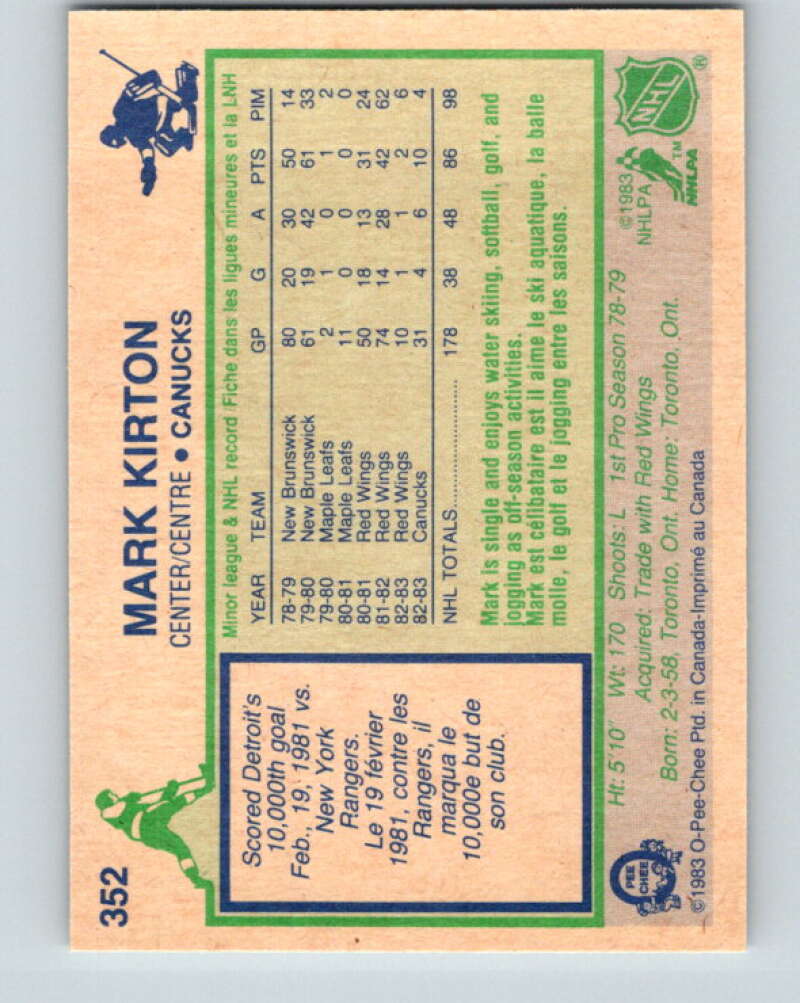 352
MARK KIRTON
CENTER/CENTRE • CANUCKS
Scored Detroit's
10,000th goal
Feb., 19, 1981 vs.
New York
Rangers.
Le 19 février
1981, contre les
Rangers, il
marqua le
10,000e but de
son club.
Minor league & NHL record/Fiche dans les ligues mineures et la LNH
YEAR TEAM GP G A PTS PIM
78-79 New Brunswick 80 20 30 50 14
79-80 New Brunswick 61 19 42 61 33
79-80 Maple Leafs 2 1 0 1 2
80-81 Maple Leafs 11 0 0 0 0
80-81 Red Wings 50 18 13 31 24
81-82 Red Wings 74 14 28 42 62
82-83 Red Wings 10 1 1 2 6
82-83 Canucks 31 4 6 10 4
NHL TOTALS.................... 178 38 48 86 98
Mark is single and enjoys water skiing, softball, golf, and
jogging as off-season activities.
Mark est célibataire est il aime le ski aquatique, la balle
molle, le golf et le jogging entre les saisons.
Ht: 5'10" Wt: 170 Shoots: L 1st Pro Season 78-79
Acquired: Trade with Red Wings
Born: 2-3-58, Toronto, Ont. Home: Toronto, Ont.
©1983 O-Pee-Chee Ptd. in Canada-Imprimé au Canada
O
PEE
CHEE
©1983
NHLPA
NHL
®
TM
NHLPA